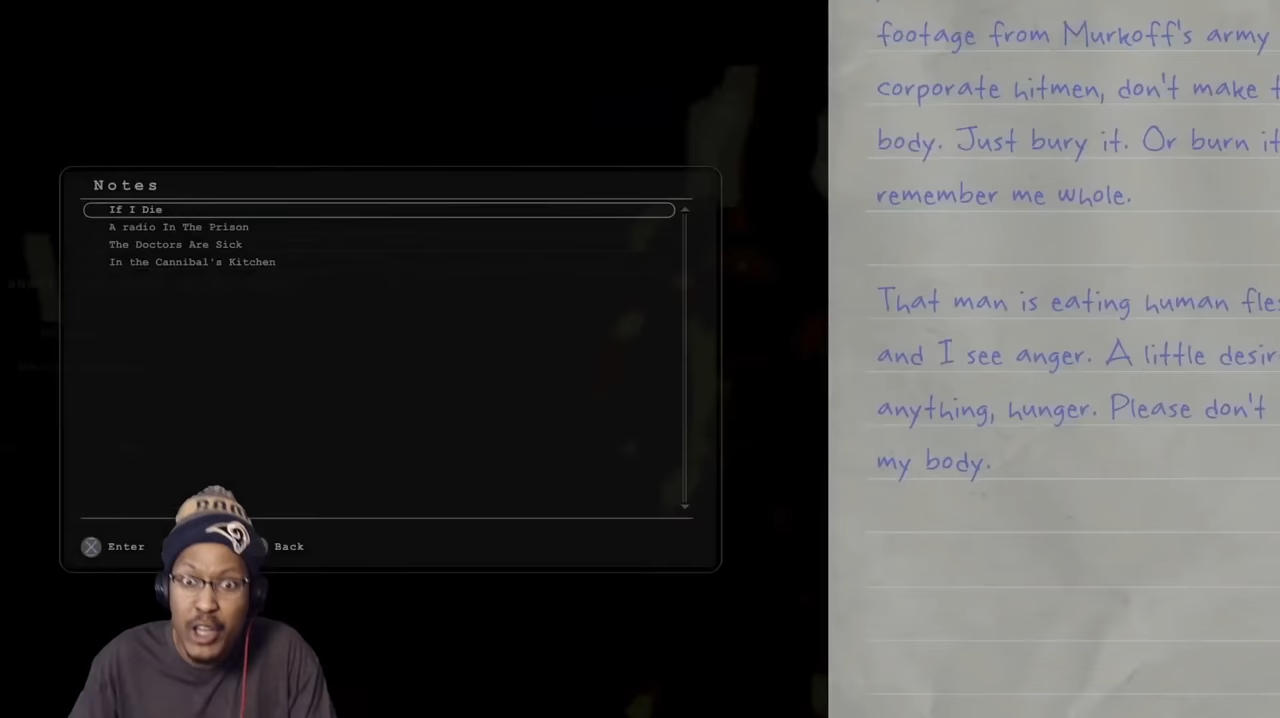 Notes
If I Die
A radio In The Prison
The Doctors Are Sick
In the Cannibal's Kitchen
Enter
Back
footage from Murkoff's army
corporate hitmen, don't make
body. Just bury it. Or burn it
remember me whole.
That man is eating human
and I see anger. A little
anything, hunger. Please don't
my body.